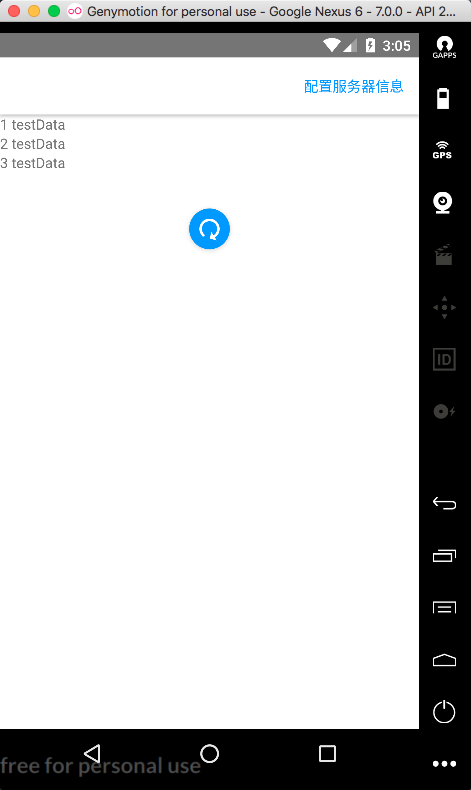 Genymotion for personal use - Google Nexus 6 - 7.0.0 - API 2...
3:05
GAPPS
配置服务器信息
1 testData
2 testData
3 testData
GPS
ID
free for personal use